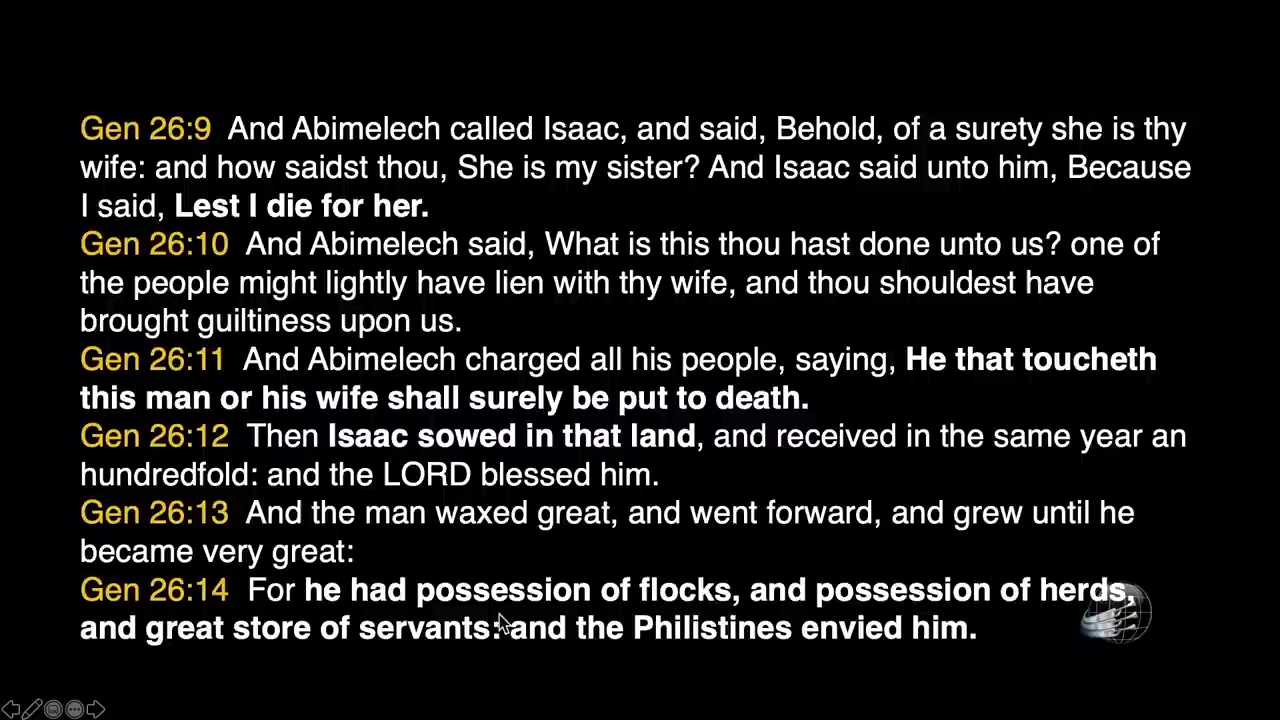 Gen 26:9 And Abimelech called Isaac, and said, Behold, of a surety she is thy
wife: and how saidst thou, She is my sister? And Isaac said unto him, Because
I said, Lest I die for her.
Gen 26:10 And Abimelech said, What is this thou hast done unto us? one of
the people might lightly have lien with thy wife, and thou shouldest have
brought guiltiness upon us.
Gen 26:11 And Abimelech charged all his people, saying, He that toucheth
this man or his wife shall surely be put to death.
Gen 26:12 Then Isaac sowed in that land, and received in the same year an
hundredfold: and the LORD blessed him.
Gen 26:13 And the man waxed great, and went forward, and grew until he
became very great:
Gen 26:14 For he had possession of flocks, and possession of herds,
and great store of servants: and the Philistines envied him.